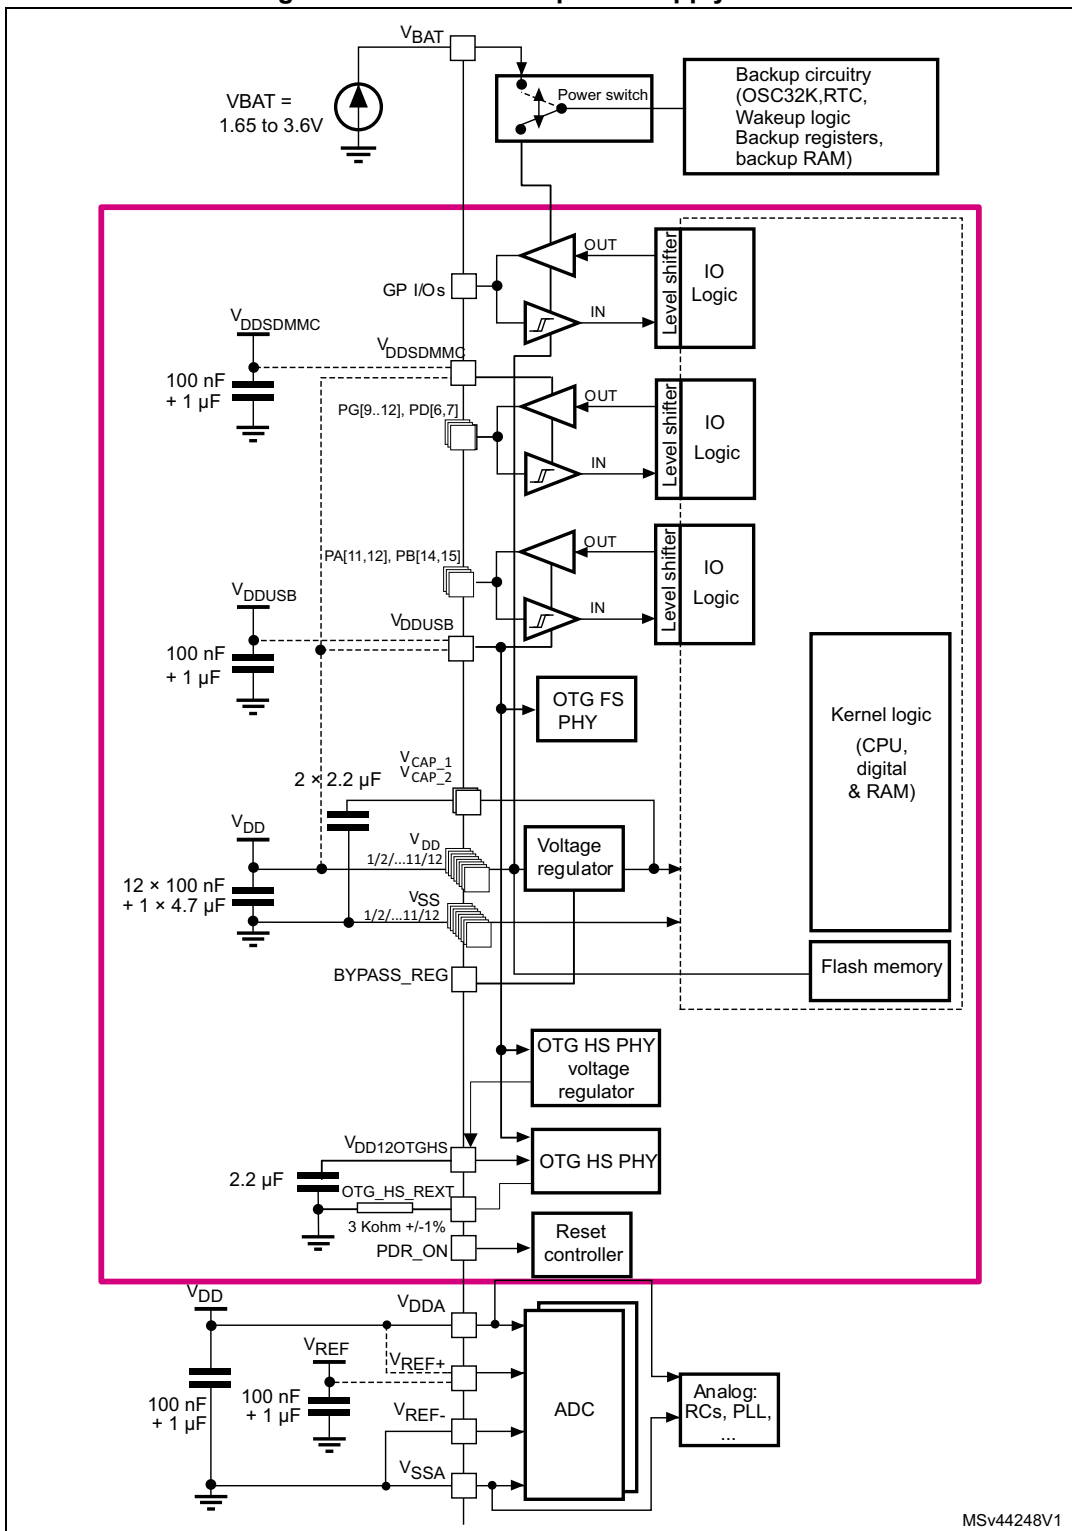 VBAT
VBAT =
1.65 to 3.6V
Power switch
Backup circuitry
(OSC32K,RTC,
Wakeup logic
Backup registers,
backup RAM)
GP I/Os
OUT
IN
Level shifter
IO
Logic
VDDSDMMC
100 nF
+ 1 µF
VDDSDMMC
PG[9..12], PD[6,7]
OUT
IN
Level shifter
IO
Logic
PA[11,12], PB[14,15]
OUT
IN
Level shifter
IO
Logic
VDDUSB
100 nF
+ 1 µF
VDDUSB
OTG FS
PHY
Kernel logic
(CPU,
digital
& RAM)
VCAP_1
VCAP_2
2 × 2.2 µF
VDD
12 × 100 nF
+ 1 × 4.7 µF
VDD
1/2/...11/12
Voltage
regulator
VSS
1/2/...11/12
BYPASS_REG
Flash memory
OTG HS PHY
voltage
regulator
VDD12OTGHS
2.2 µF
OTG HS PHY
OTG_HS_REXT
3 Kohm +/-1%
PDR_ON
Reset
controller
VDD
VDDA
100 nF
+ 1 µF
VREF
100 nF
+ 1 µF
VREF+
VREF-
VSSA
ADC
Analog:
RCs, PLL,
...
MSv44248V1